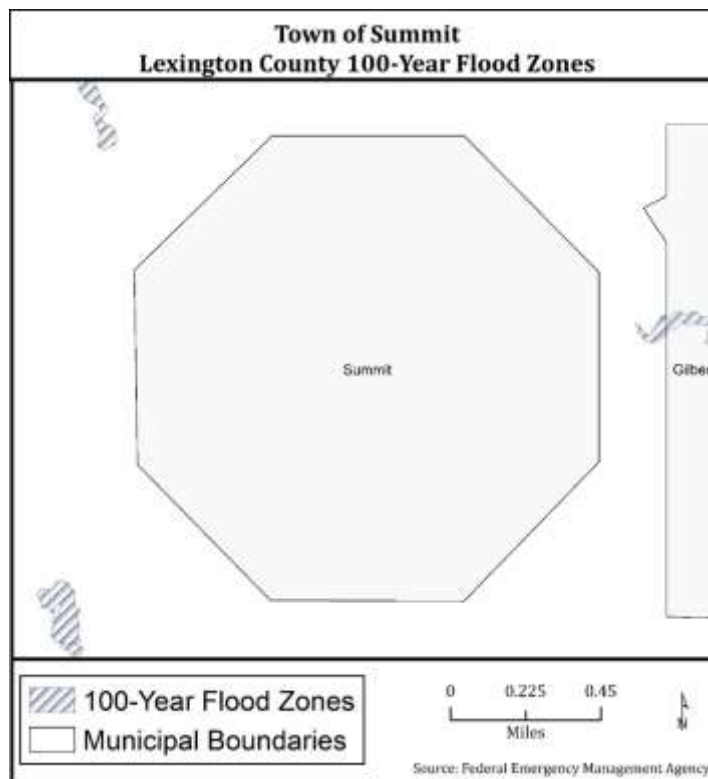 Town of Summit
Lexington County 100-Year Flood Zones
Summit
Gilber
100-Year Flood Zones
Municipal Boundaries
0 0.225 0.45
Miles
N
Source: Federal Emergency Management Agency